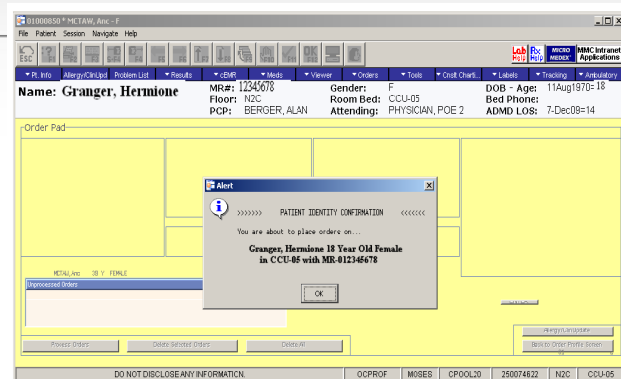 01000850 * MCTAW, Anc - F
File Patient Session Navigate Help
ESC
Lab Help Rx Help MICRO MEDEX MMC Intranet Applications
Pt. Info Allergy/ClinUpd Problem List Results cEMR Meds Viewer Orders Tools Cnslt Charti.. Labels Tracking Ambulatory
Name: Granger, Hermione MR#: 12345678 Gender: F DOB - Age: 11Aug1970= 18
Floor: N2C Room Bed: CCU-05 Bed Phone:
PCP: BERGER, ALAN Attending: PHYSICIAN, POE 2 ADMD LOS: 7-Dec09=14
Order Pad
Alert
>>>>>>> PATIENT IDENTITY CONFIRMATION <<<<<<<
You are about to place orders on...
Granger, Hermione 18 Year Old Female
in CCU-05 with MR-012345678
OK
MCTAW, Anc 39 Y FEMALE
Unprocessed Orders
Process Orders Delete Selected Orders Delete All
Allergy/ClinUpdate
Back to Order Profile Screen
DO NOT DISCLOSE ANY INFORMATION. OCPROF MOSES CPOOL20 250074622 N2C CCU-05